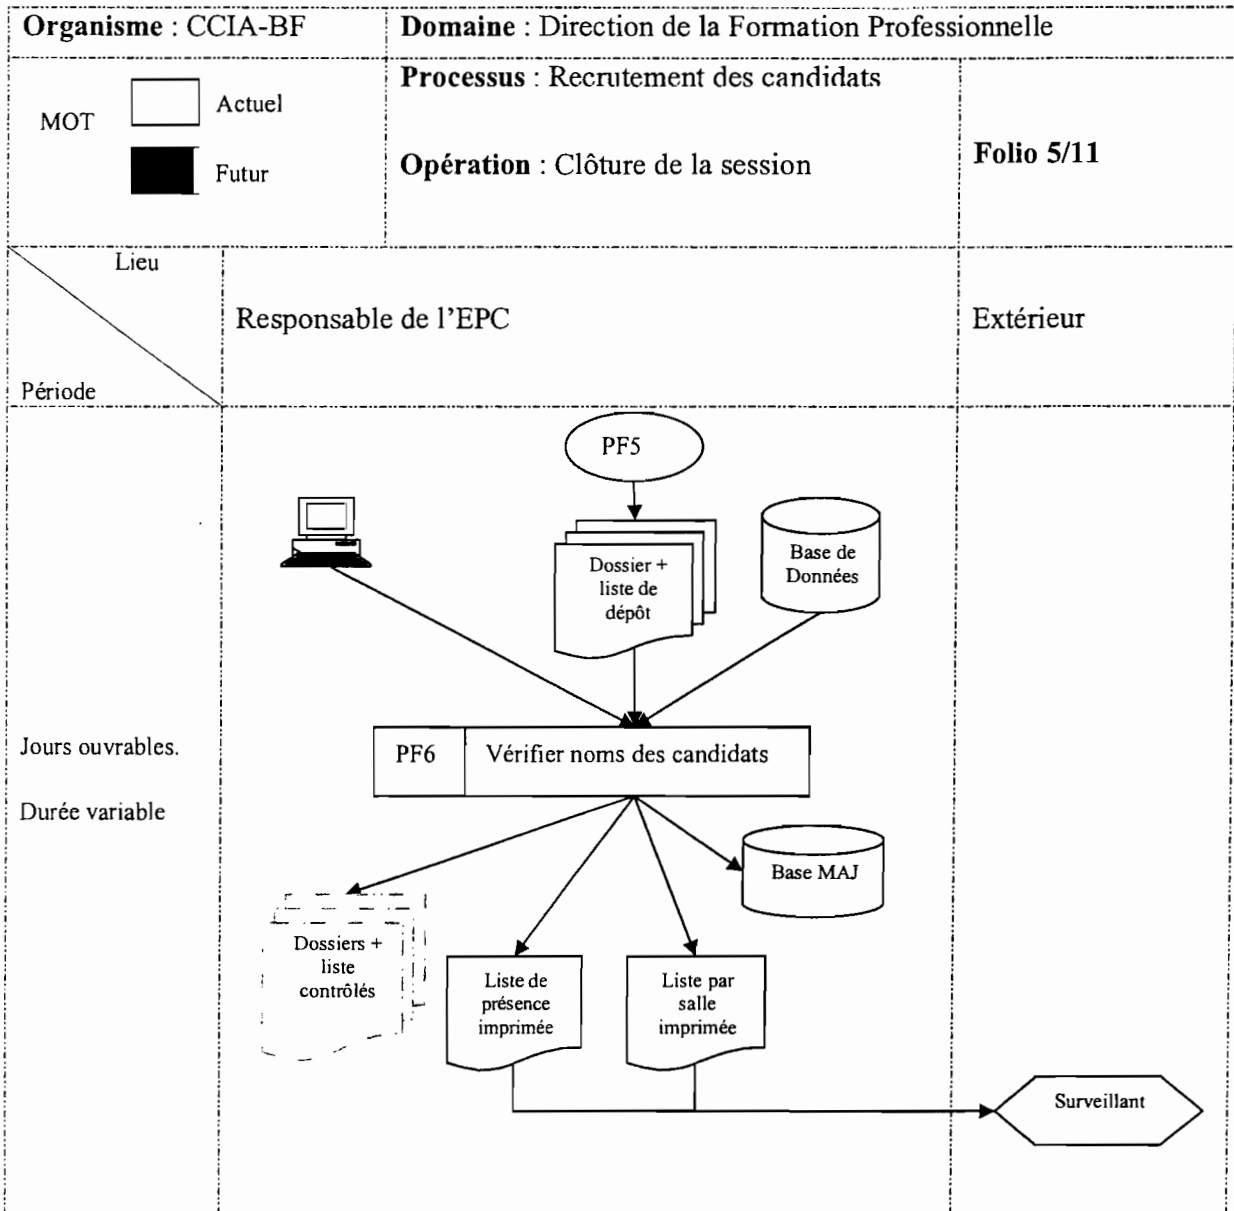 Organisme : CCIA-BF
Domaine : Direction de la Formation Professionnelle
MOT
Actuel
Futur
Processus : Recrutement des candidats
Opération : Clôture de la session
Folio 5/11
Lieu
Période
Responsable de l'EPC
Extérieur
PF5
Dossier +
liste de
dépôt
Base de
Données
Jours ouvrables.
Durée variable
PF6
Vérifier noms des candidats
Base MAJ
Dossiers +
liste
contrôlés
Liste de
présence
imprimée
Liste par
salle
imprimée
Surveillant